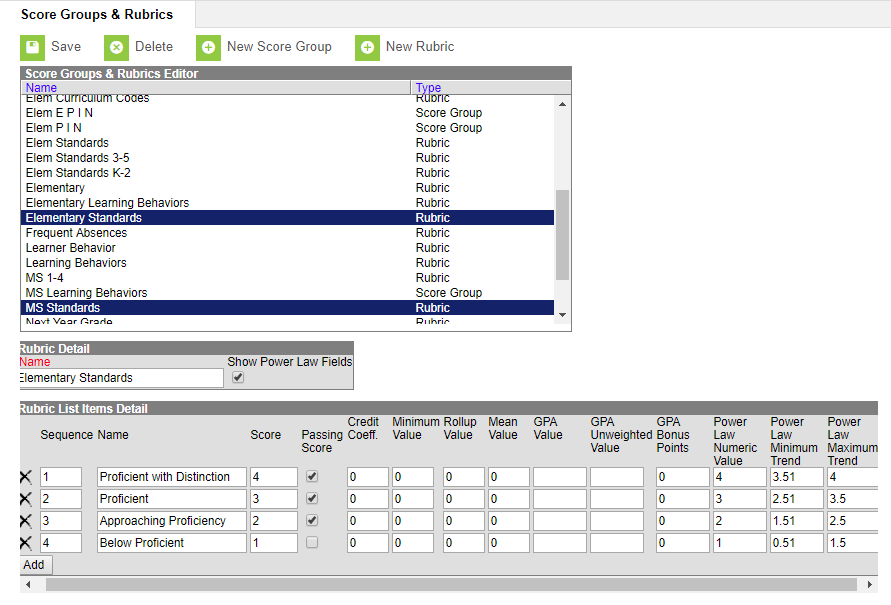 Score Groups & Rubrics
Save Delete New Score Group New Rubric
Score Groups & Rubrics Editor
Name Type
Elem Curriculum Codes Rubric
Elem E P I N Score Group
Elem P I N Score Group
Elem Standards Rubric
Elem Standards 3-5 Rubric
Elem Standards K-2 Rubric
Elementary Rubric
Elementary Learning Behaviors Rubric
Elementary Standards Rubric
Frequent Absences Rubric
Learner Behavior Rubric
Learning Behaviors Rubric
MS 1-4 Rubric
MS Learning Behaviors Score Group
MS Standards Rubric
Next Year Grade Rubric
Rubric Detail
Name Show Power Law Fields
Elementary Standards
Rubric List Items Detail
Sequence Name Score Passing Score Credit Coeff. Minimum Value Rollup Value Mean Value GPA Value GPA Unweighted Value GPA Bonus Points Power Law Numeric Value Power Law Minimum Trend Power Law Maximum Trend
1 Proficient with Distinction 4 0 0 0 0 0 4 3.51 4
2 Proficient 3 0 0 0 0 0 3 2.51 3.5
3 Approaching Proficiency 2 0 0 0 0 0 2 1.51 2.5
4 Below Proficient 1 0 0 0 0 0 1 0.51 1.5
Add